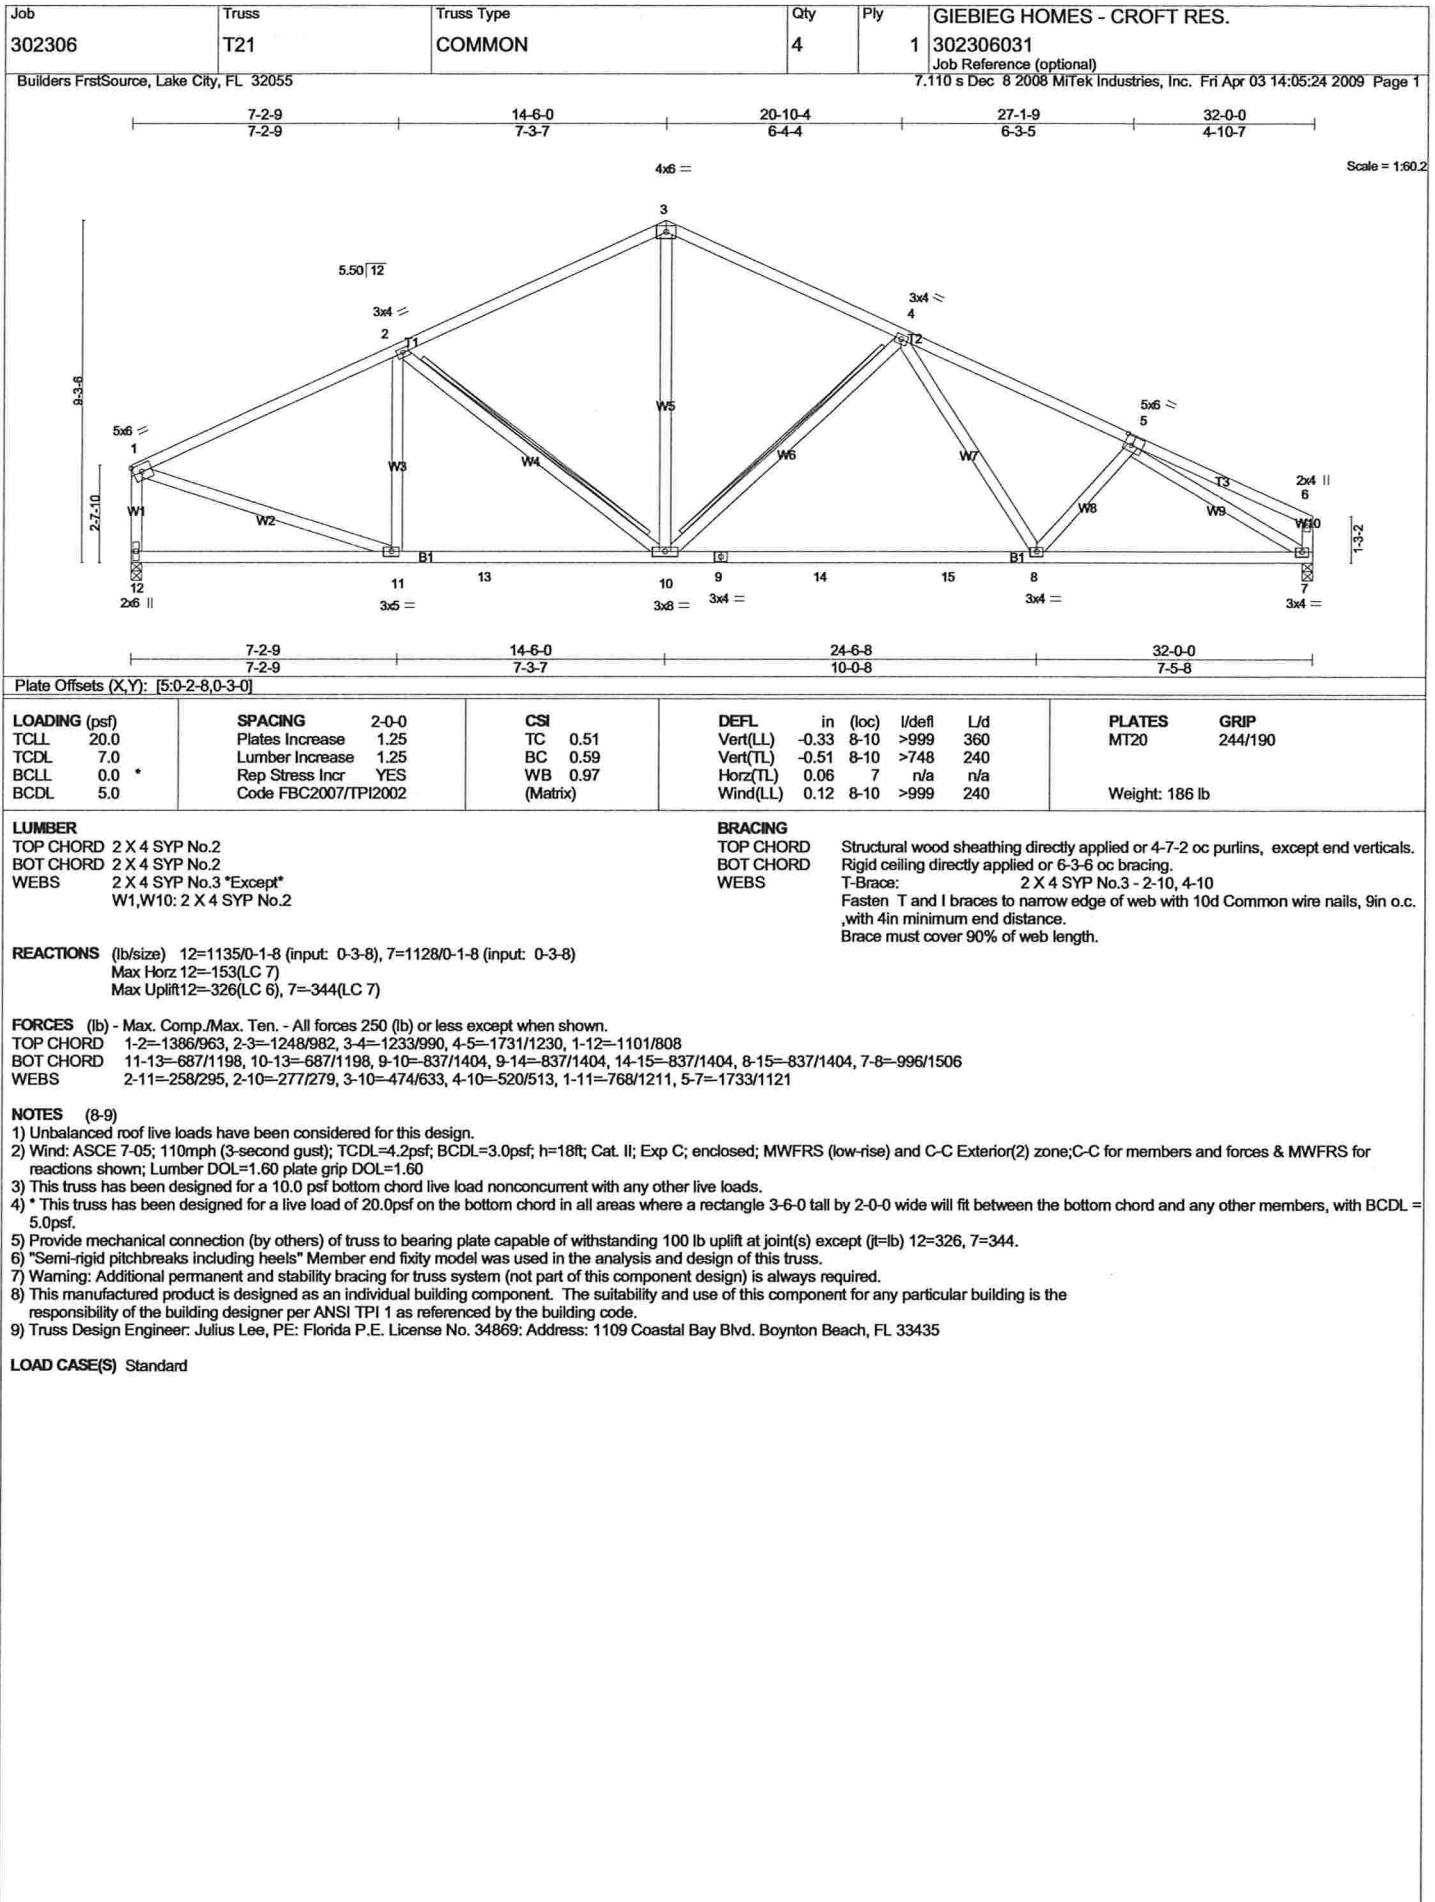 Job Truss Truss Type Qty Ply GIEBIEG HOMES - CROFT RES.
302306 T21 COMMON 4 1 302306031
Job Reference (optional)
Builders FrstSource, Lake City, FL 32055 7.110 s Dec 8 2008 MiTek Industries, Inc. Fri Apr 03 14:05:24 2009 Page 1
7-2-9 14-6-0 20-10-4 27-1-9 32-0-0
7-2-9 7-3-7 6-4-4 6-3-5 4-10-7
Scale = 1:60.2
4x6 =
3
5.50 12
3x4 =
2
T1
3x4 =
4
T2
9-3-6
W5
5x6 =
5
5x6 =
1
W3 W4 W6 W7
2-7-10
W1
W2
T3
2x4 ||
6
W8 W9
W10
1-3-2
B1 B1
12
2x6 ||
11
3x5 =
13
10
3x8 =
9
3x4 =
14 15
8
3x4 =
7
3x4 =
7-2-9 14-6-0 24-6-8 32-0-0
7-2-9 7-3-7 10-0-8 7-5-8
Plate Offsets (X,Y): [5:0-2-8,0-3-0]
LOADING (psf) SPACING 2-0-0 CSI DEFL in (loc) l/defl L/d PLATES GRIP
TCLL 20.0 Plates Increase 1.25 TC 0.51 Vert(LL) -0.33 8-10 >999 360 MT20 244/190
TCDL 7.0 Lumber Increase 1.25 BC 0.59 Vert(TL) -0.51 8-10 >748 240
BCLL 0.0 * Rep Stress Incr YES WB 0.97 Horz(TL) 0.06 7 n/a n/a
BCDL 5.0 Code FBC2007/TPI2002 (Matrix) Wind(LL) 0.12 8-10 >999 240 Weight: 186 lb
LUMBER
TOP CHORD 2 X 4 SYP No.2
BOT CHORD 2 X 4 SYP No.2
WEBS 2 X 4 SYP No.3 *Except*
W1,W10: 2 X 4 SYP No.2
BRACING
TOP CHORD Structural wood sheathing directly applied or 4-7-2 oc purlins, except end verticals.
BOT CHORD Rigid ceiling directly applied or 6-3-6 oc bracing.
WEBS T-Brace: 2 X 4 SYP No.3 - 2-10, 4-10
Fasten T and I braces to narrow edge of web with 10d Common wire nails, 9in o.c.
,with 4in minimum end distance.
Brace must cover 90% of web length.
REACTIONS (lb/size) 12=1135/0-1-8 (input: 0-3-8), 7=1128/0-1-8 (input: 0-3-8)
Max Horz 12=-153(LC 7)
Max Uplift12=-326(LC 6), 7=-344(LC 7)
FORCES (lb) - Max. Comp./Max. Ten. - All forces 250 (lb) or less except when shown.
TOP CHORD 1-2=-1386/963, 2-3=-1248/982, 3-4=-1233/990, 4-5=-1731/1230, 1-12=-1101/808
BOT CHORD 11-13=-687/1198, 10-13=-687/1198, 9-10=-837/1404, 9-14=-837/1404, 14-15=-837/1404, 8-15=-837/1404, 7-8=-996/1506
WEBS 2-11=-258/295, 2-10=-277/279, 3-10=-474/633, 4-10=-520/513, 1-11=-768/1211, 5-7=-1733/1121
NOTES (8-9)
1) Unbalanced roof live loads have been considered for this design.
2) Wind: ASCE 7-05; 110mph (3-second gust); TCDL=4.2psf; BCDL=3.0psf; h=18ft; Cat. II; Exp C; enclosed; MWFRS (low-rise) and C-C Exterior(2) zone;C-C for members and forces & MWFRS for
reactions shown; Lumber DOL=1.60 plate grip DOL=1.60
3) This truss has been designed for a 10.0 psf bottom chord live load nonconcurrent with any other live loads.
4) * This truss has been designed for a live load of 20.0psf on the bottom chord in all areas where a rectangle 3-6-0 tall by 2-0-0 wide will fit between the bottom chord and any other members, with BCDL =
5.0psf.
5) Provide mechanical connection (by others) of truss to bearing plate capable of withstanding 100 lb uplift at joint(s) except (jt=lb) 12=326, 7=344.
6) "Semi-rigid pitchbreaks including heels" Member end fixity model was used in the analysis and design of this truss.
7) Warning: Additional permanent and stability bracing for truss system (not part of this component design) is always required.
8) This manufactured product is designed as an individual building component. The suitability and use of this component for any particular building is the
responsibility of the building designer per ANSI TPI 1 as referenced by the building code.
9) Truss Design Engineer: Julius Lee, PE: Florida P.E. License No. 34869: Address: 1109 Coastal Bay Blvd. Boynton Beach, FL 33435
LOAD CASE(S) Standard